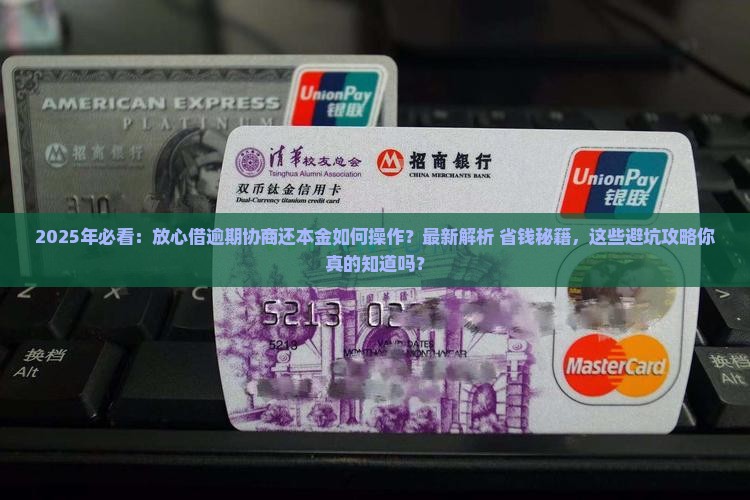 AMERICAN EXPRESS
PLATINUM
招商银行
UnionPay
银联
清华校友总会
Tsinghua Alumni Association
招商银行
CHINA MERCHANTS BANK
双币钛金信用卡
Dual-Currency titanium credit card
UnionPay
银联
2025年必看：放心借逾期协商还本金如何操作？最新解析 省钱秘籍，这些避坑攻略你
真的知道吗？
5213 02
5213
VALID DATES
MasterCard
换档
Alt
换档
Alt